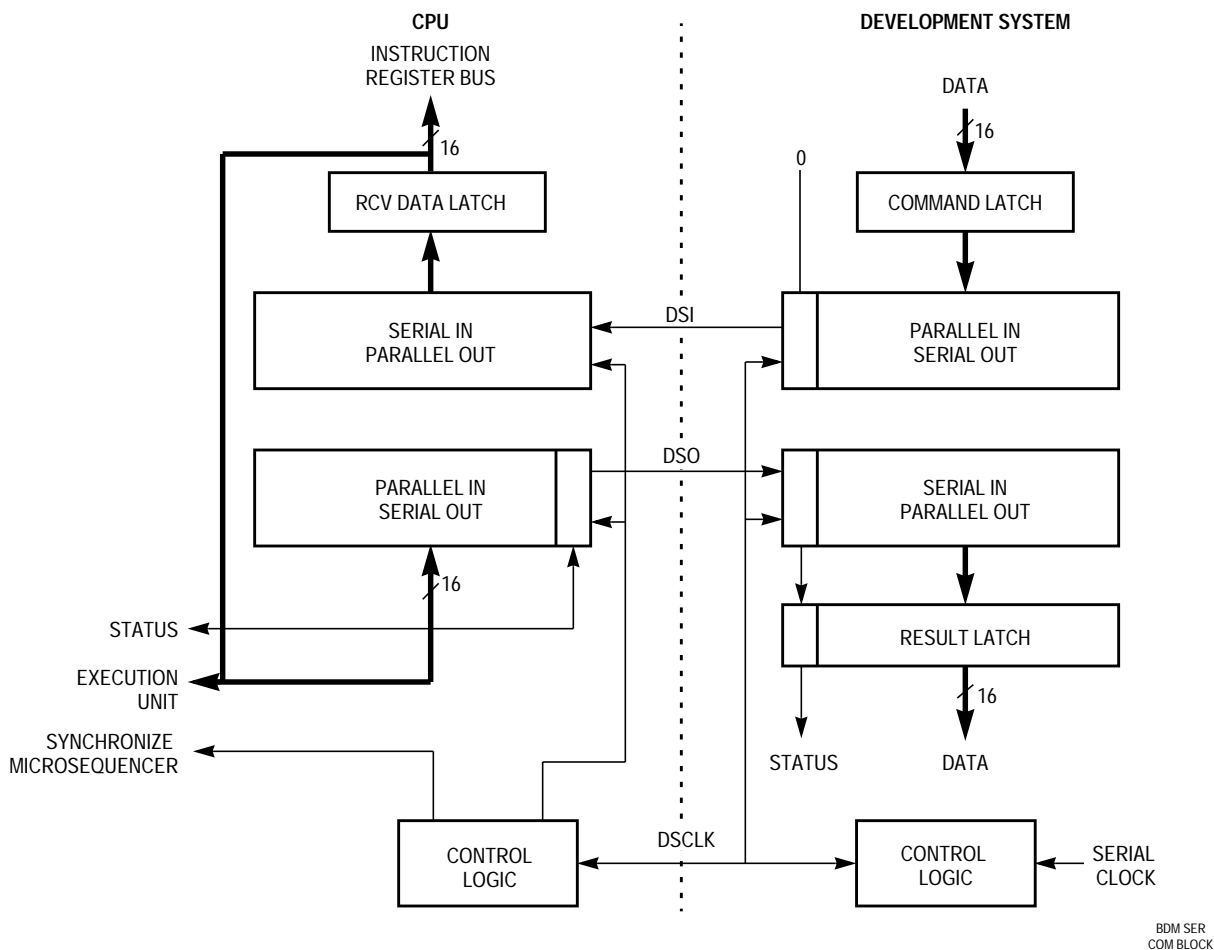 CPU
DEVELOPMENT SYSTEM
INSTRUCTION
REGISTER BUS
DATA
16
16
0
RCV DATA LATCH
COMMAND LATCH
SERIAL IN
PARALLEL OUT
DSI
PARALLEL IN
SERIAL OUT
PARALLEL IN
SERIAL OUT
DSO
SERIAL IN
PARALLEL OUT
16
STATUS
RESULT LATCH
EXECUTION
UNIT
16
SYNCHRONIZE
MICROSEQUENCER
STATUS
DATA
CONTROL
LOGIC
DSCLK
CONTROL
LOGIC
SERIAL
CLOCK
BDM SER
COM BLOCK